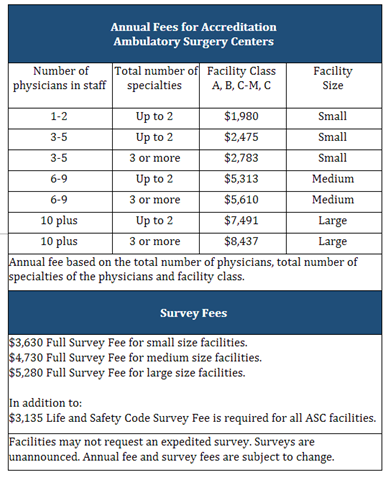 Annual Fees for Accreditation
Ambulatory Surgery Centers
Number of physicians in staff Total number of specialties Facility Class A, B, C-M, C Facility Size
1-2 Up to 2 $1,980 Small
3-5 Up to 2 $2,475 Small
3-5 3 or more $2,783 Small
6-9 Up to 2 $5,313 Medium
6-9 3 or more $5,610 Medium
10 plus Up to 2 $7,491 Large
10 plus 3 or more $8,437 Large
Annual fee based on the total number of physicians, total number of
specialties of the physicians and facility class.
Survey Fees
$3,630 Full Survey Fee for small size facilities.
$4,730 Full Survey Fee for medium size facilities.
$5,280 Full Survey Fee for large size facilities.
In addition to:
$3,135 Life and Safety Code Survey Fee is required for all ASC facilities.
Facilities may not request an expedited survey. Surveys are
unannounced. Annual fee and survey fees are subject to change.